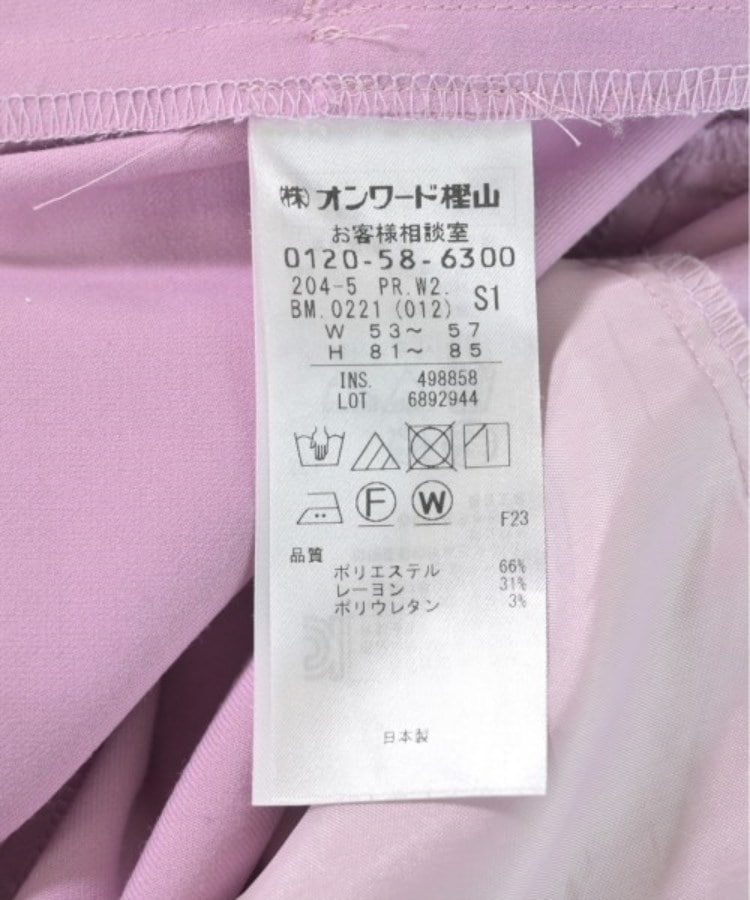 (株)オンワード樫山
お客様相談室
0120-58-6300
204-5 PR.W2.
BM.0221(012) S1
W 53〜 57
H 81〜 85
INS. 498858
LOT 6892944
F W
F23
品質
ポリエステル 66%
レーヨン 31%
ポリウレタン 3%
日本製